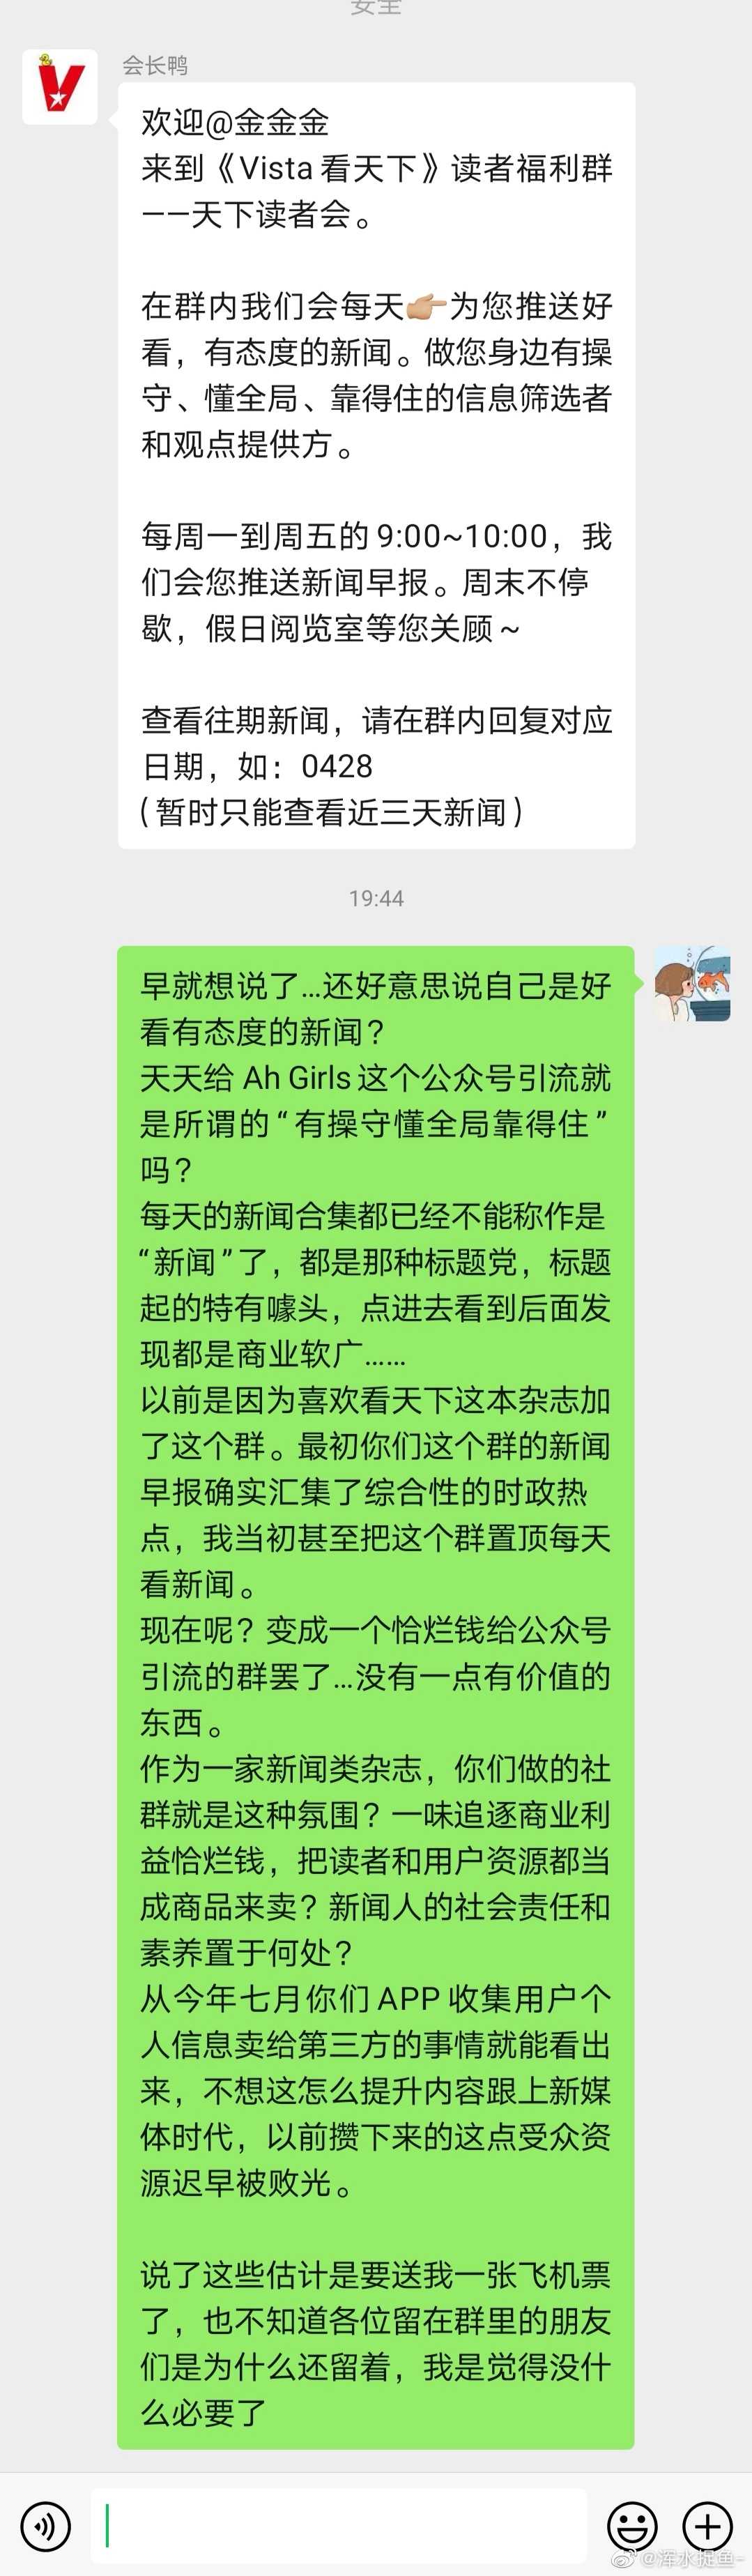 安全
会长鸭
欢迎@金金金
来到《Vista看天下》读者福利群
——天下读者会。
在群内我们会每天👉🏼为您推送好
看，有态度的新闻。做您身边有操
守、懂全局、靠得住的信息筛选者
和观点提供方。
每周一到周五的9:00~10:00，我
们会您推送新闻早报。周末不停
歇，假日阅览室等您关顾～
查看往期新闻，请在群内回复对应
日期，如：0428
(暂时只能查看近三天新闻)
19:44
早就想说了…还好意思说自己是好
看有态度的新闻？
天天给 Ah Girls 这个公众号引流就
是所谓的“有操守懂全局靠得住”
吗？
每天的新闻合集都已经不能称作是
“新闻”了，都是那种标题党，标题
起的特有噱头，点进去看到后面发
现都是商业软广……
以前是因为喜欢看天下这本杂志加
了这个群。最初你们这个群的新闻
早报确实汇集了综合性的时政热
点，我当初甚至把这个群置顶每天
看新闻。
现在呢？变成一个恰烂钱给公众号
引流的群罢了…没有一点有价值的
东西。
作为一家新闻类杂志，你们做的社
群就是这种氛围？一味追逐商业利
益恰烂钱，把读者和用户资源都当
成商品来卖？新闻人的社会责任和
素养置于何处？
从今年七月你们 APP 收集用户个
人信息卖给第三方的事情就能看出
来，不想这怎么提升内容跟上新媒
体时代，以前攒下来的这点受众资
源迟早被败光。
说了这些估计是要送我一张飞机票
了，也不知道各位留在群里的朋友
们是为什么还留着，我是觉得没什
么必要了
@浑水捉鱼~